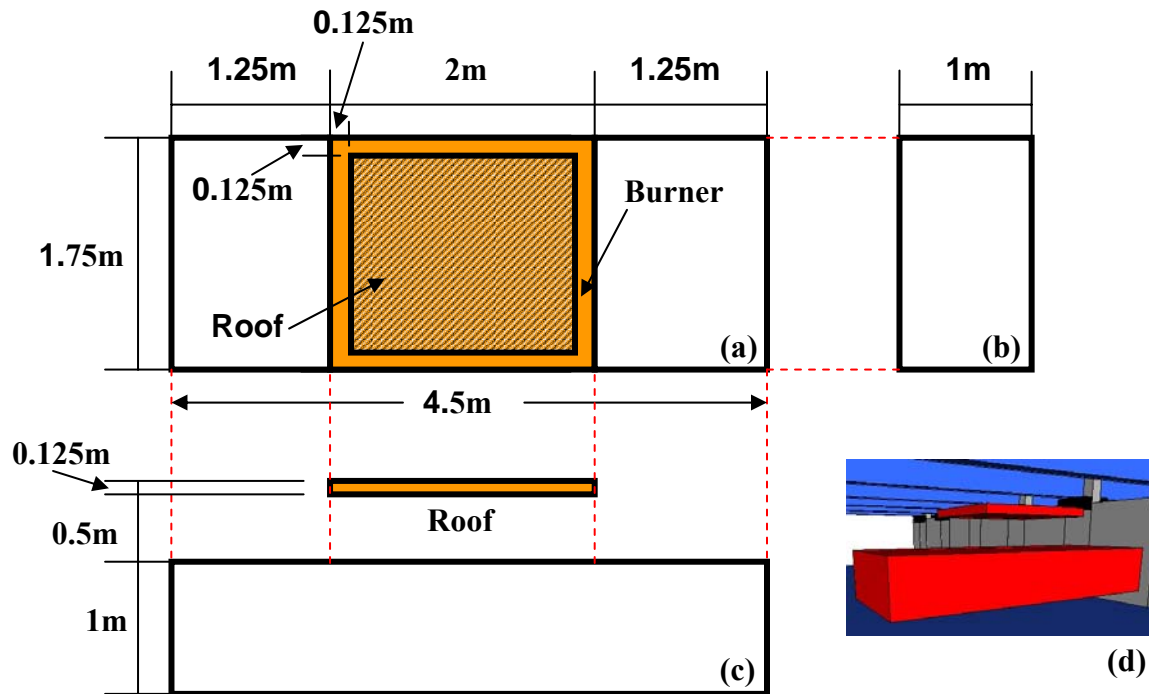 0.125m
1.25m 2m 1.25m 1m
0.125m
Burner
1.75m
Roof
(a) (b)
4.5m
0.125m
Roof
0.5m
1m
(c) (d)